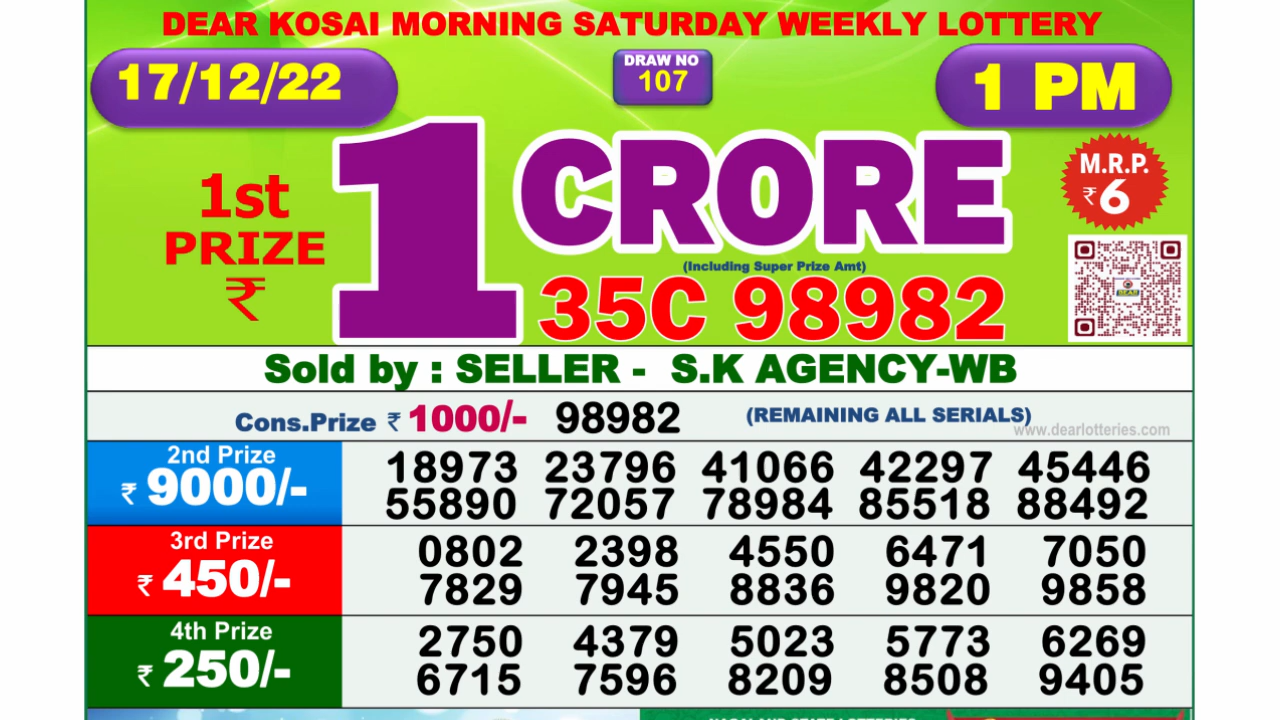 DEAR KOSAI MORNING SATURDAY WEEKLY LOTTERY
17/12/22
DRAW NO
107
1 PM
1st
PRIZE
₹
1 CRORE
(Including Super Prize Amt)
35C 98982
M.R.P.
₹ 6
DEAR
Sold by : SELLER - S.K AGENCY-WB
Cons.Prize ₹ 1000/- 98982 (REMAINING ALL SERIALS)
www.dearlotteries.com
2nd Prize
₹ 9000/-
18973 23796 41066 42297 45446
55890 72057 78984 85518 88492
3rd Prize
₹ 450/-
0802 2398 4550 6471 7050
7829 7945 8836 9820 9858
4th Prize
₹ 250/-
2750 4379 5023 5773 6269
6715 7596 8209 8508 9405